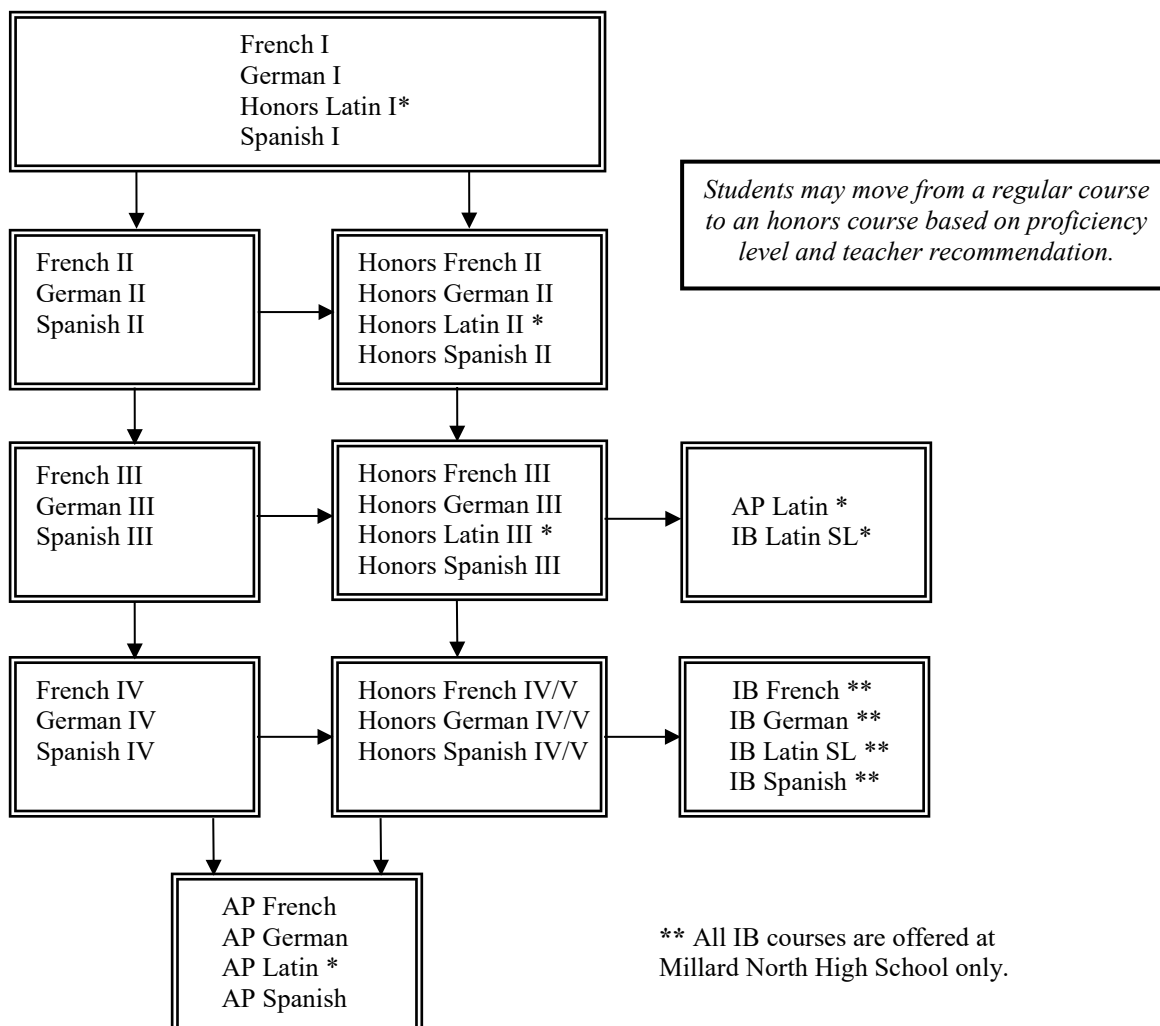 French I
German I
Honors Latin I*
Spanish I
Students may move from a regular course
to an honors course based on proficiency
level and teacher recommendation.
French II
German II
Spanish II
Honors French II
Honors German II
Honors Latin II *
Honors Spanish II
French III
German III
Spanish III
Honors French III
Honors German III
Honors Latin III *
Honors Spanish III
AP Latin *
IB Latin SL*
French IV
German IV
Spanish IV
Honors French IV/V
Honors German IV/V
Honors Spanish IV/V
IB French **
IB German **
IB Latin SL **
IB Spanish **
AP French
AP German
AP Latin *
AP Spanish
** All IB courses are offered at
Millard North High School only.